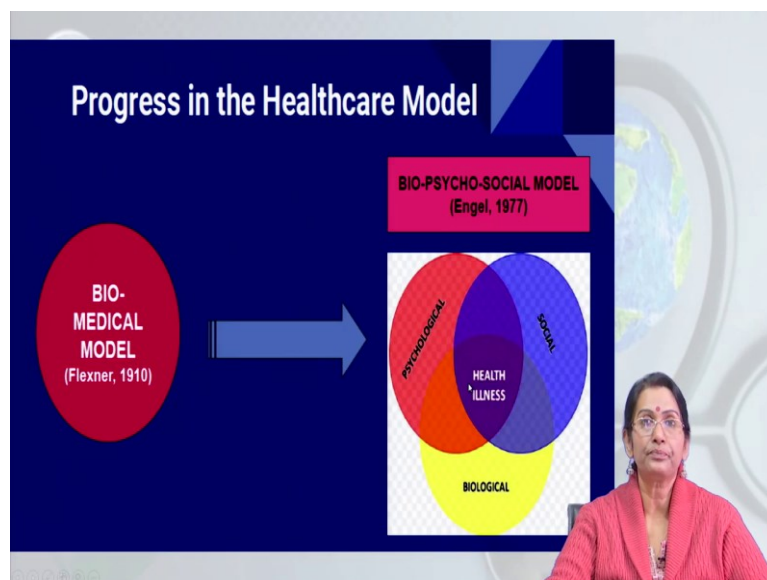 Progress in the Healthcare Model
BIO-
MEDICAL
MODEL
(Flexner, 1910)
BIO-PSYCHO-SOCIAL MODEL
(Engel, 1977)
PSYCHOLOGICAL
SOCIAL
HEALTH
ILLNESS
BIOLOGICAL